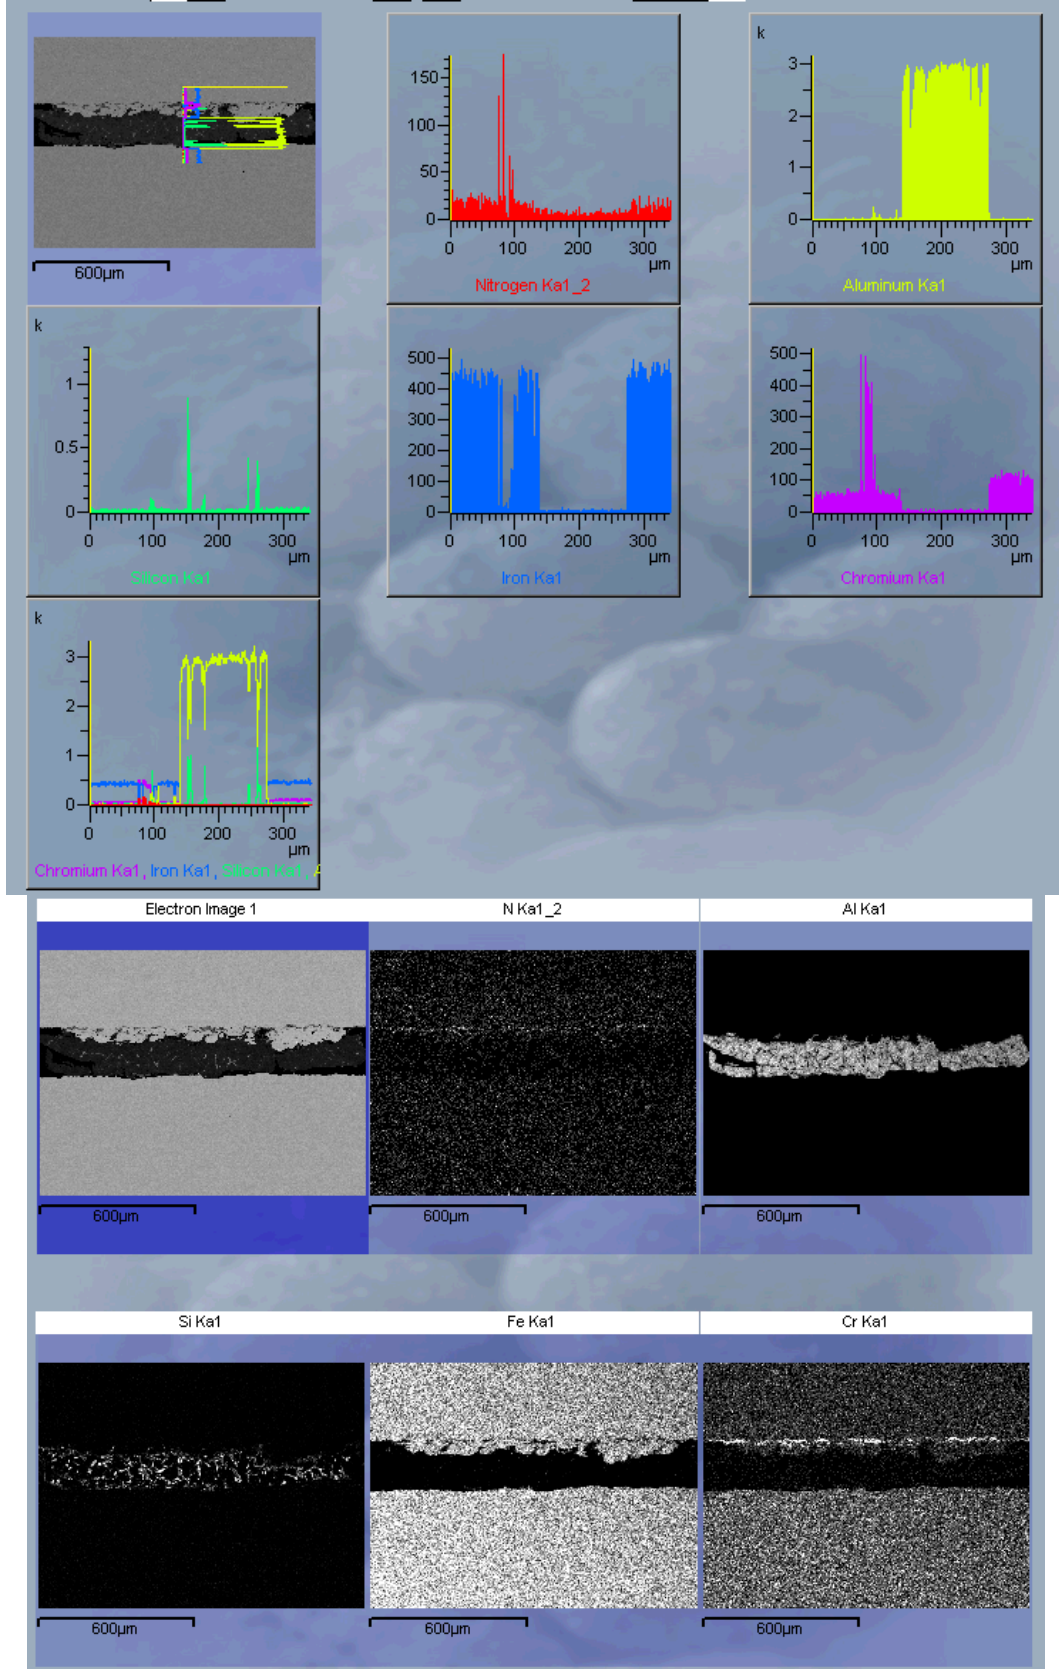 600µm
150
100
50
0
0 100 200 300
µm
Nitrogen Ka1_2
k
3
2
1
0
0 100 200 300
µm
Aluminum Ka1
k
1
0.5
0
0 100 200 300
µm
Silicon Ka1
500
400
300
200
100
0
0 100 200 300
µm
Iron Ka1
500
400
300
200
100
0
0 100 200 300
µm
Chromium Ka1
k
3
2
1
0
0 100 200 300
µm
Chromium Ka1, Iron Ka1, Silicon Ka1,
Electron Image 1 N Ka1_2 Al Ka1
600µm 600µm 600µm
Si Ka1 Fe Ka1 Cr Ka1
600µm 600µm 600µm